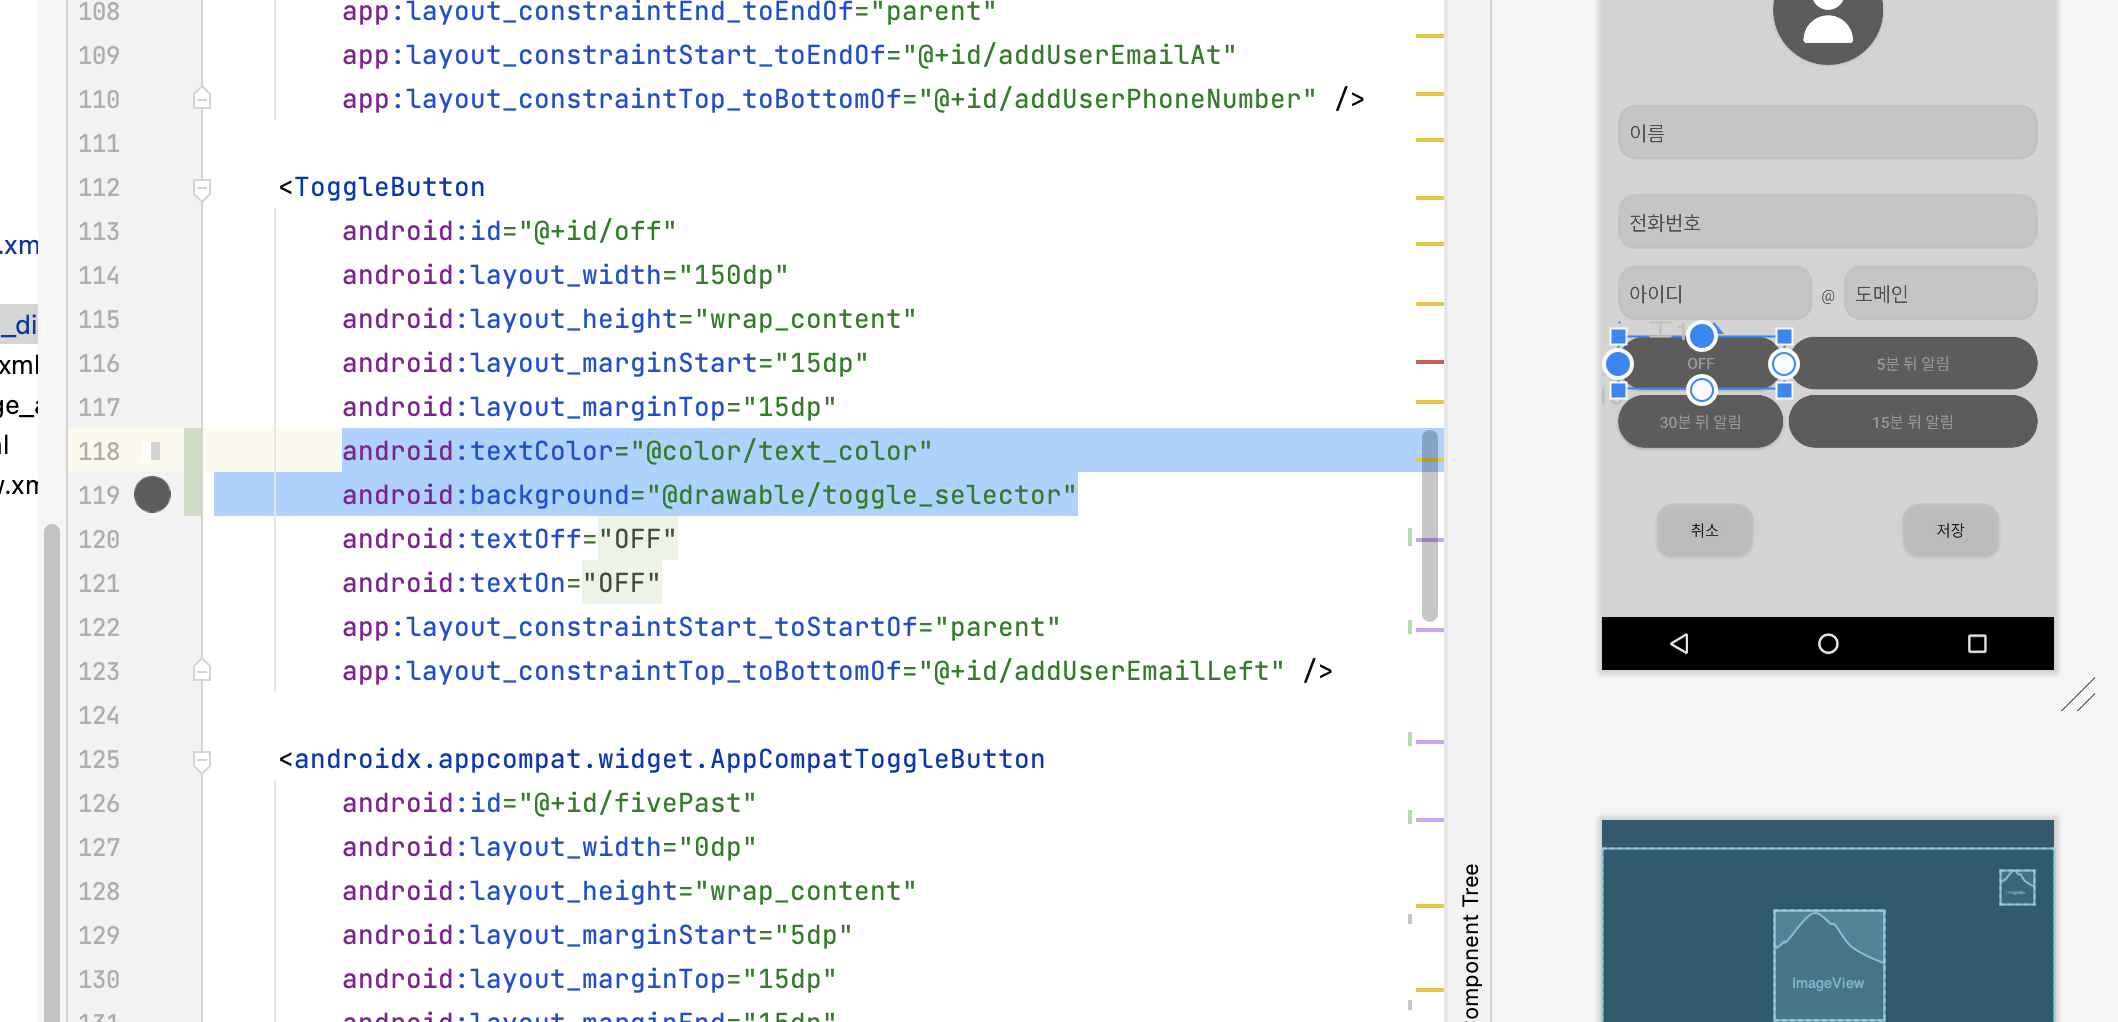 108 app:layout_constraintEnd_toEndOf="parent"
109 app:layout_constraintStart_toEndOf="@+id/addUserEmailAt"
110 app:layout_constraintTop_toBottomOf="@+id/addUserPhoneNumber" />
111
112 <ToggleButton
113 android:id="@+id/off"
114 android:layout_width="150dp"
115 android:layout_height="wrap_content"
116 android:layout_marginStart="15dp"
117 android:layout_marginTop="15dp"
118 android:textColor="@color/text_color"
119 android:background="@drawable/toggle_selector"
120 android:textOff="OFF"
121 android:textOn="OFF"
122 app:layout_constraintStart_toStartOf="parent"
123 app:layout_constraintTop_toBottomOf="@+id/addUserEmailLeft" />
124
125 <androidx.appcompat.widget.AppCompatToggleButton
126 android:id="@+id/fivePast"
127 android:layout_width="0dp"
128 android:layout_height="wrap_content"
129 android:layout_marginStart="5dp"
130 android:layout_marginTop="15dp"
131 android:layout_marginEnd="15dp"
.xm
_di
xml
ge_a
l
v.xm
omponent Tree
이름
전화번호
아이디 @ 도메인
OFF 5분 뒤 알림
30분 뒤 알림 15분 뒤 알림
취소 저장
ImageView